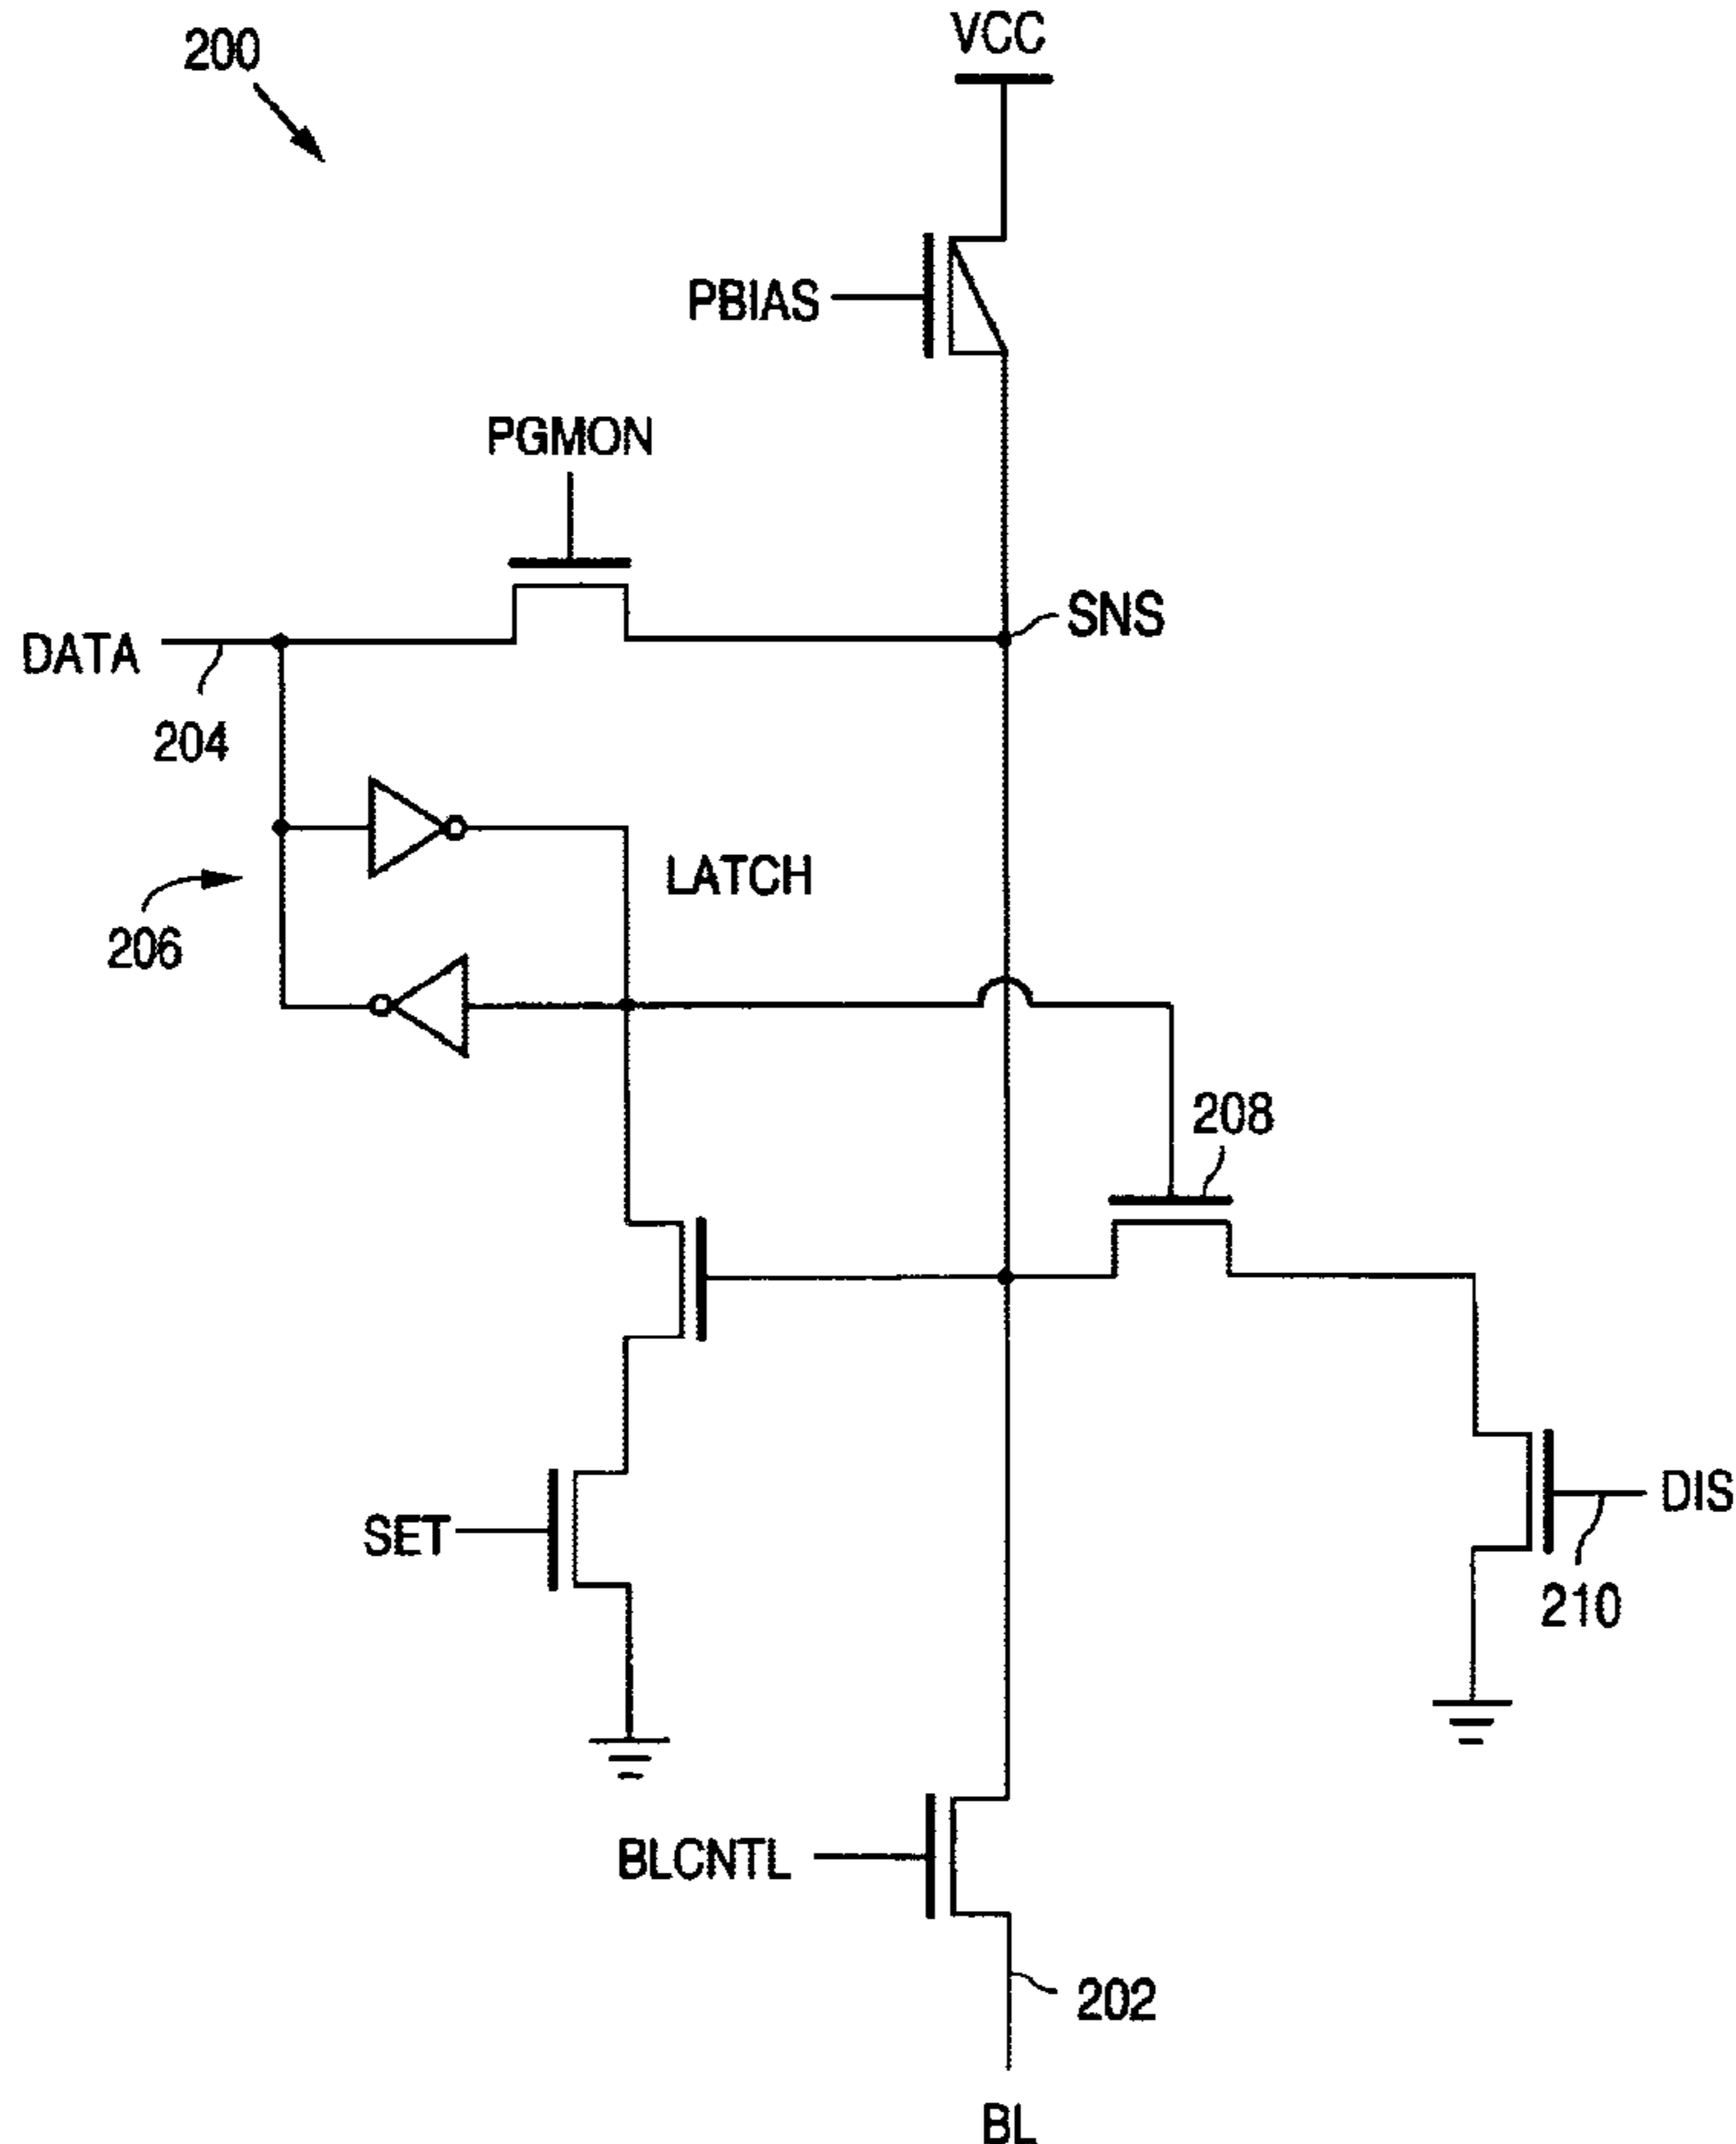 200
VCC
PBIAS
PGMON
SNS
DATA
204
LATCH
206
208
DIS
SET
210
BLCNTL
202
BL